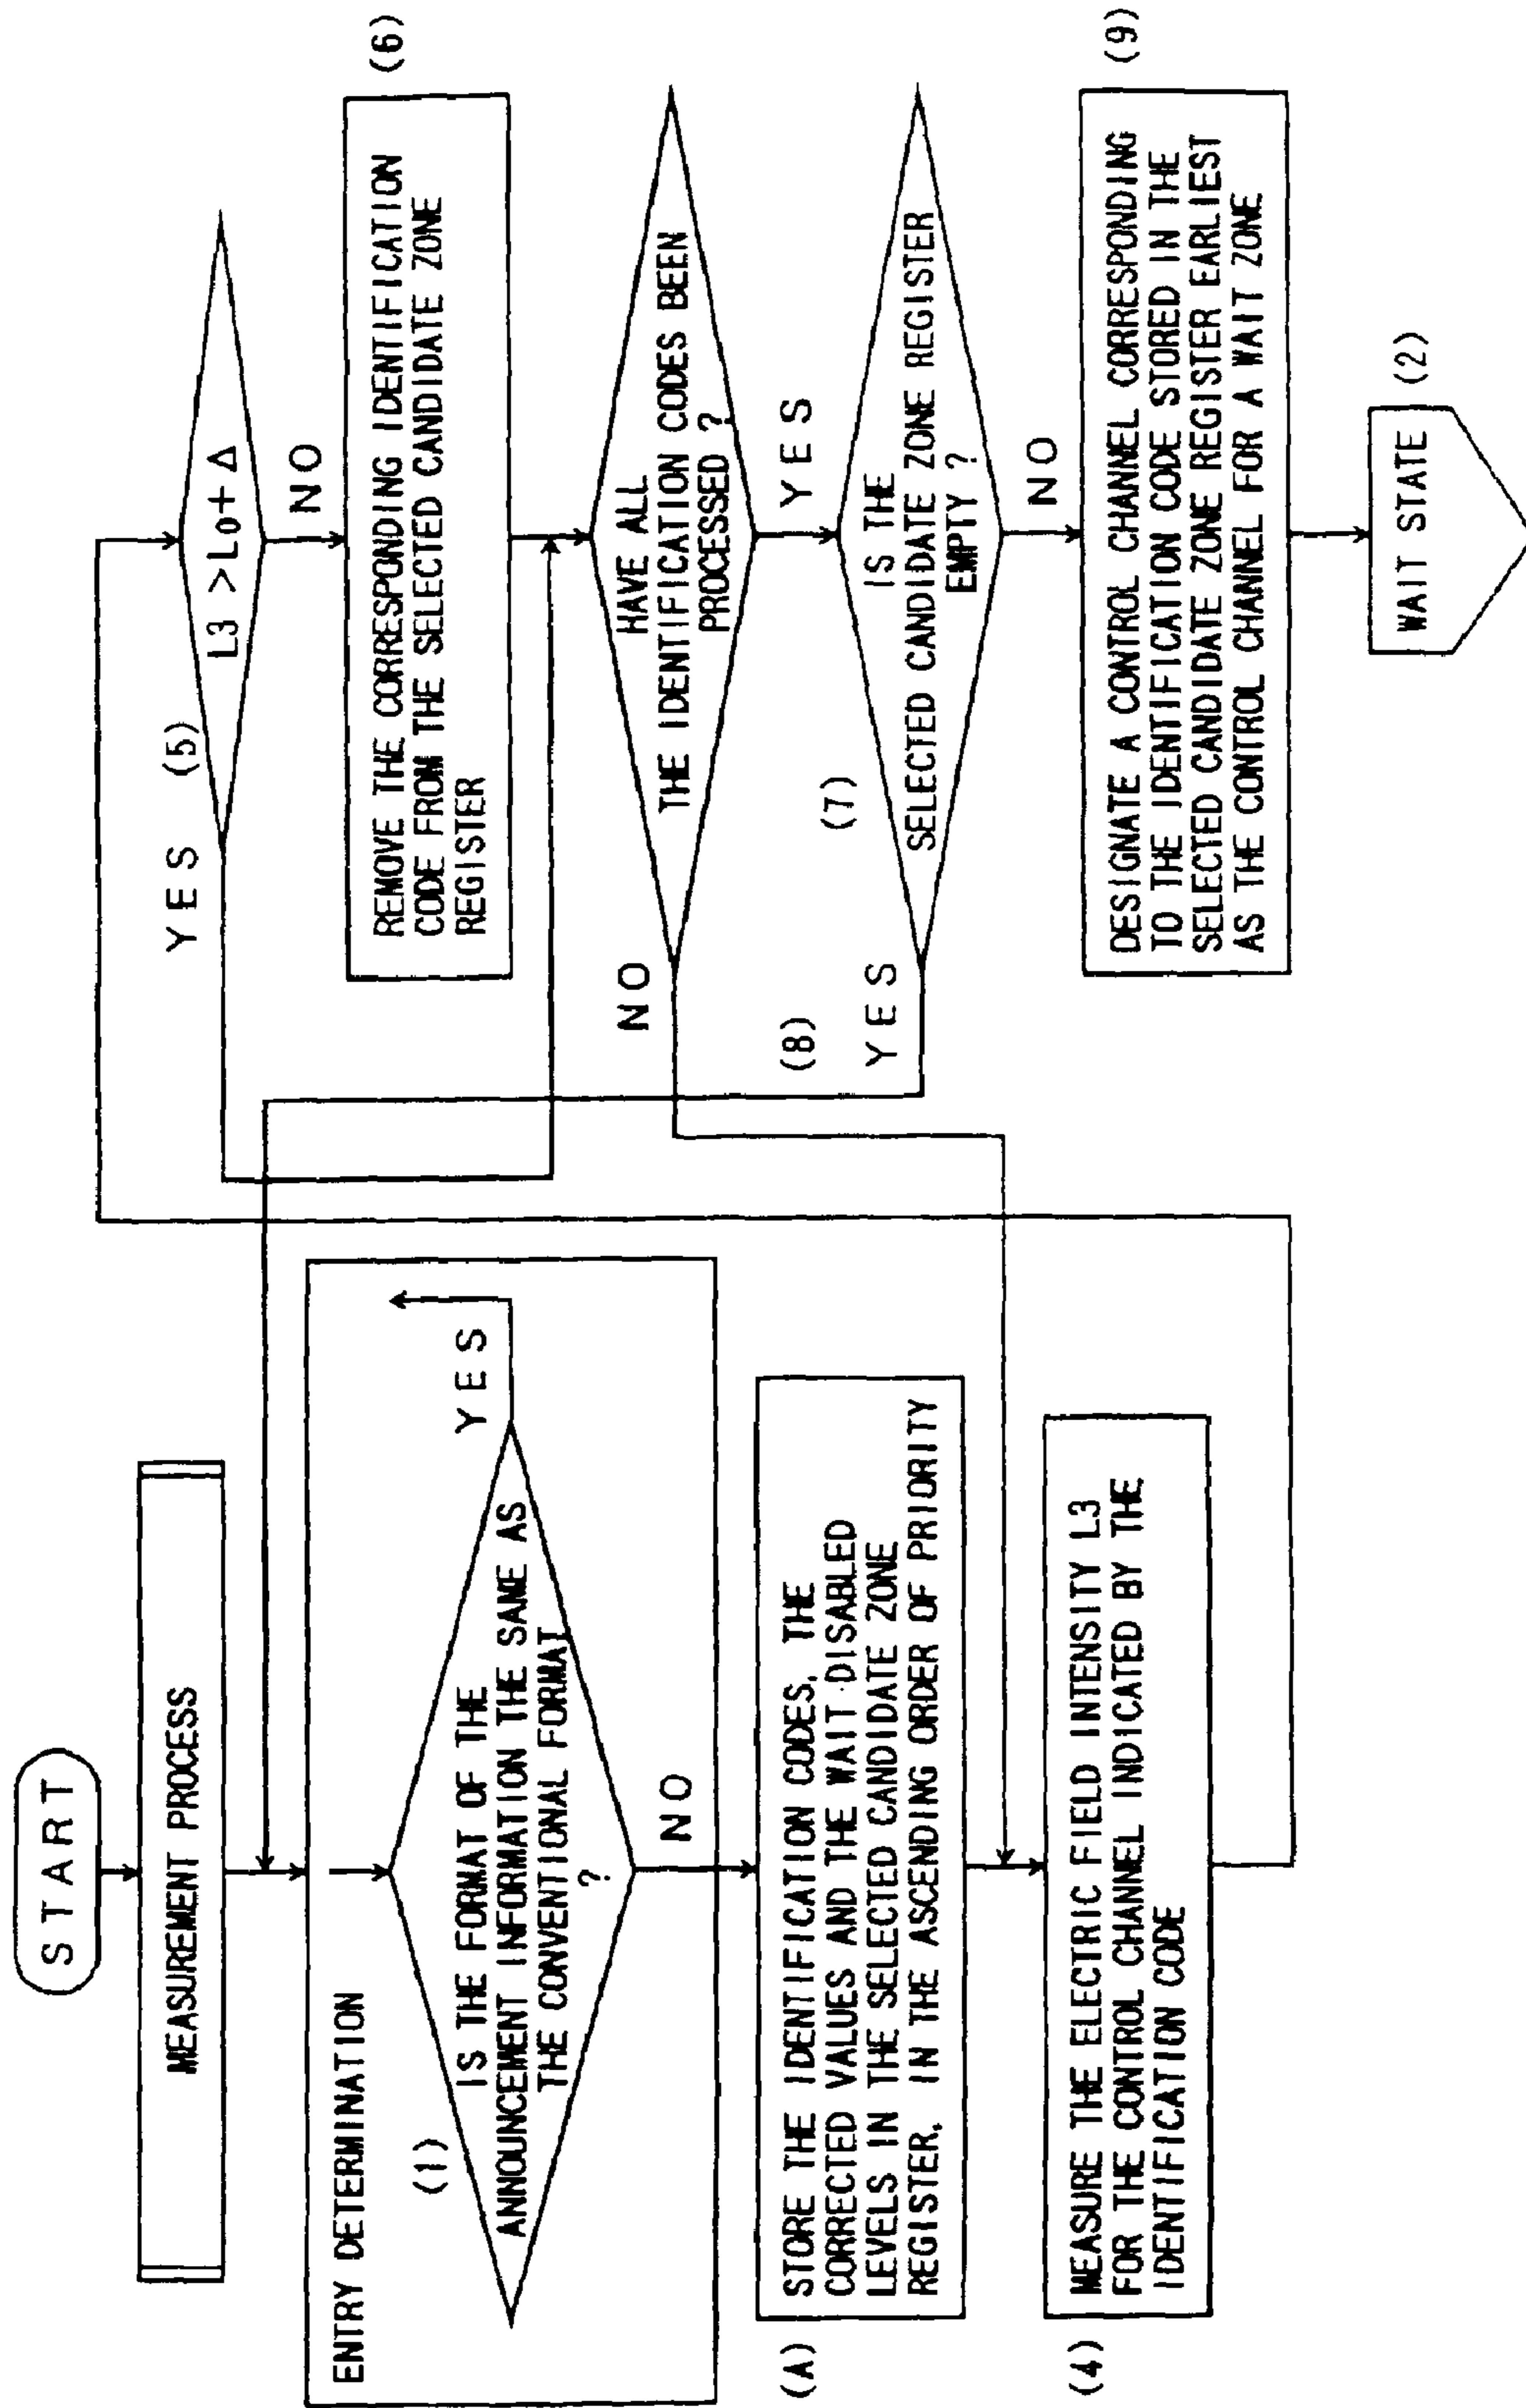 START
MEASUREMENT PROCESS
ENTRY DETERMINATION
(1)
IS THE FORMAT OF THE
ANNOUNCEMENT INFORMATION THE SAME AS
THE CONVENTIONAL FORMAT
?
YES
NO
(A)
STORE THE IDENTIFICATION CODES, THE
CORRECTED VALUES AND THE WAIT DISABLED
LEVELS IN THE SELECTED CANDIDATE ZONE
REGISTER, IN THE ASCENDING ORDER OF PRIORITY
(4)
MEASURE THE ELECTRIC FIELD INTENSITY L3
FOR THE CONTROL CHANNEL INDICATED BY THE
IDENTIFICATION CODE
YES (5)
L3 >Lo+ Δ
NO
(6)
REMOVE THE CORRESPONDING IDENTIFICATION
CODE FROM THE SELECTED CANDIDATE ZONE
REGISTER
NO
HAVE ALL
THE IDENTIFICATION CODES BEEN
PROCESSED ?
YES
(7)
(8)
YES
IS THE
SELECTED CANDIDATE ZONE REGISTER
EMPTY ?
NO
(9)
DESIGNATE A CONTROL CHANNEL CORRESPONDING
TO THE IDENTIFICATION CODE STORED IN THE
SELECTED CANDIDATE ZONE REGISTER EARLIEST
AS THE CONTROL CHANNEL FOR A WAIT ZONE
WAIT STATE (2)